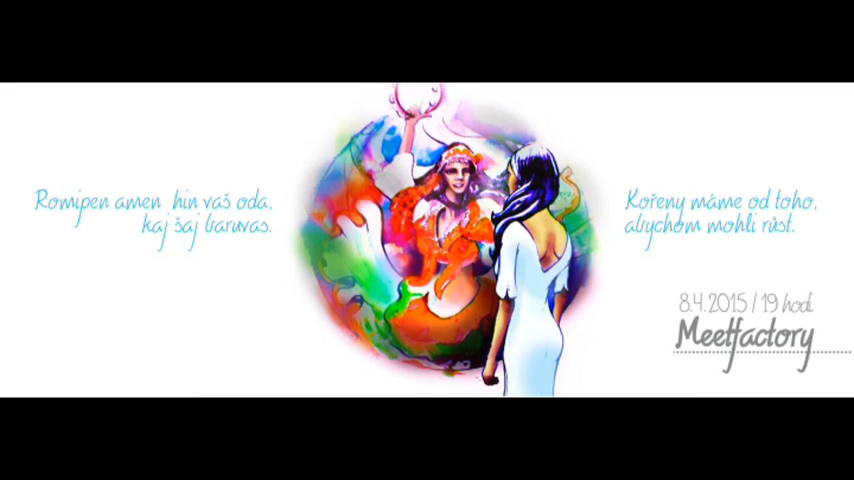 Romipen amen hin vaš oda,
kaj šaj baruvas.
Kořeny máme od toho,
abychom mohli růst.
8.4.2015 / 19 hod.
Meetfactory